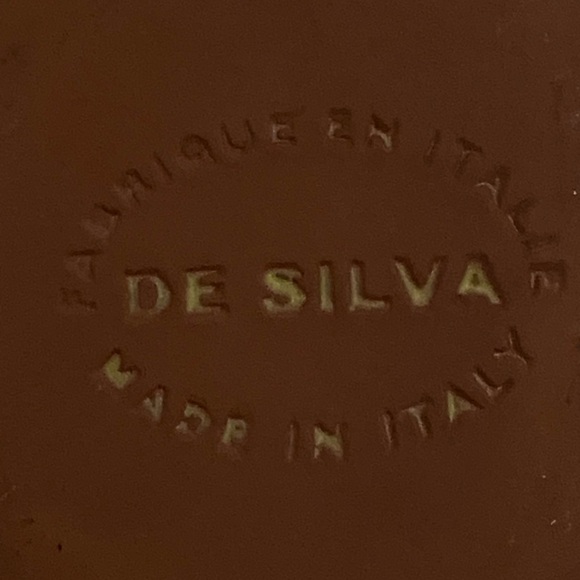 FABRIQUE EN ITALIE
DE SILVA
MADE IN ITALY